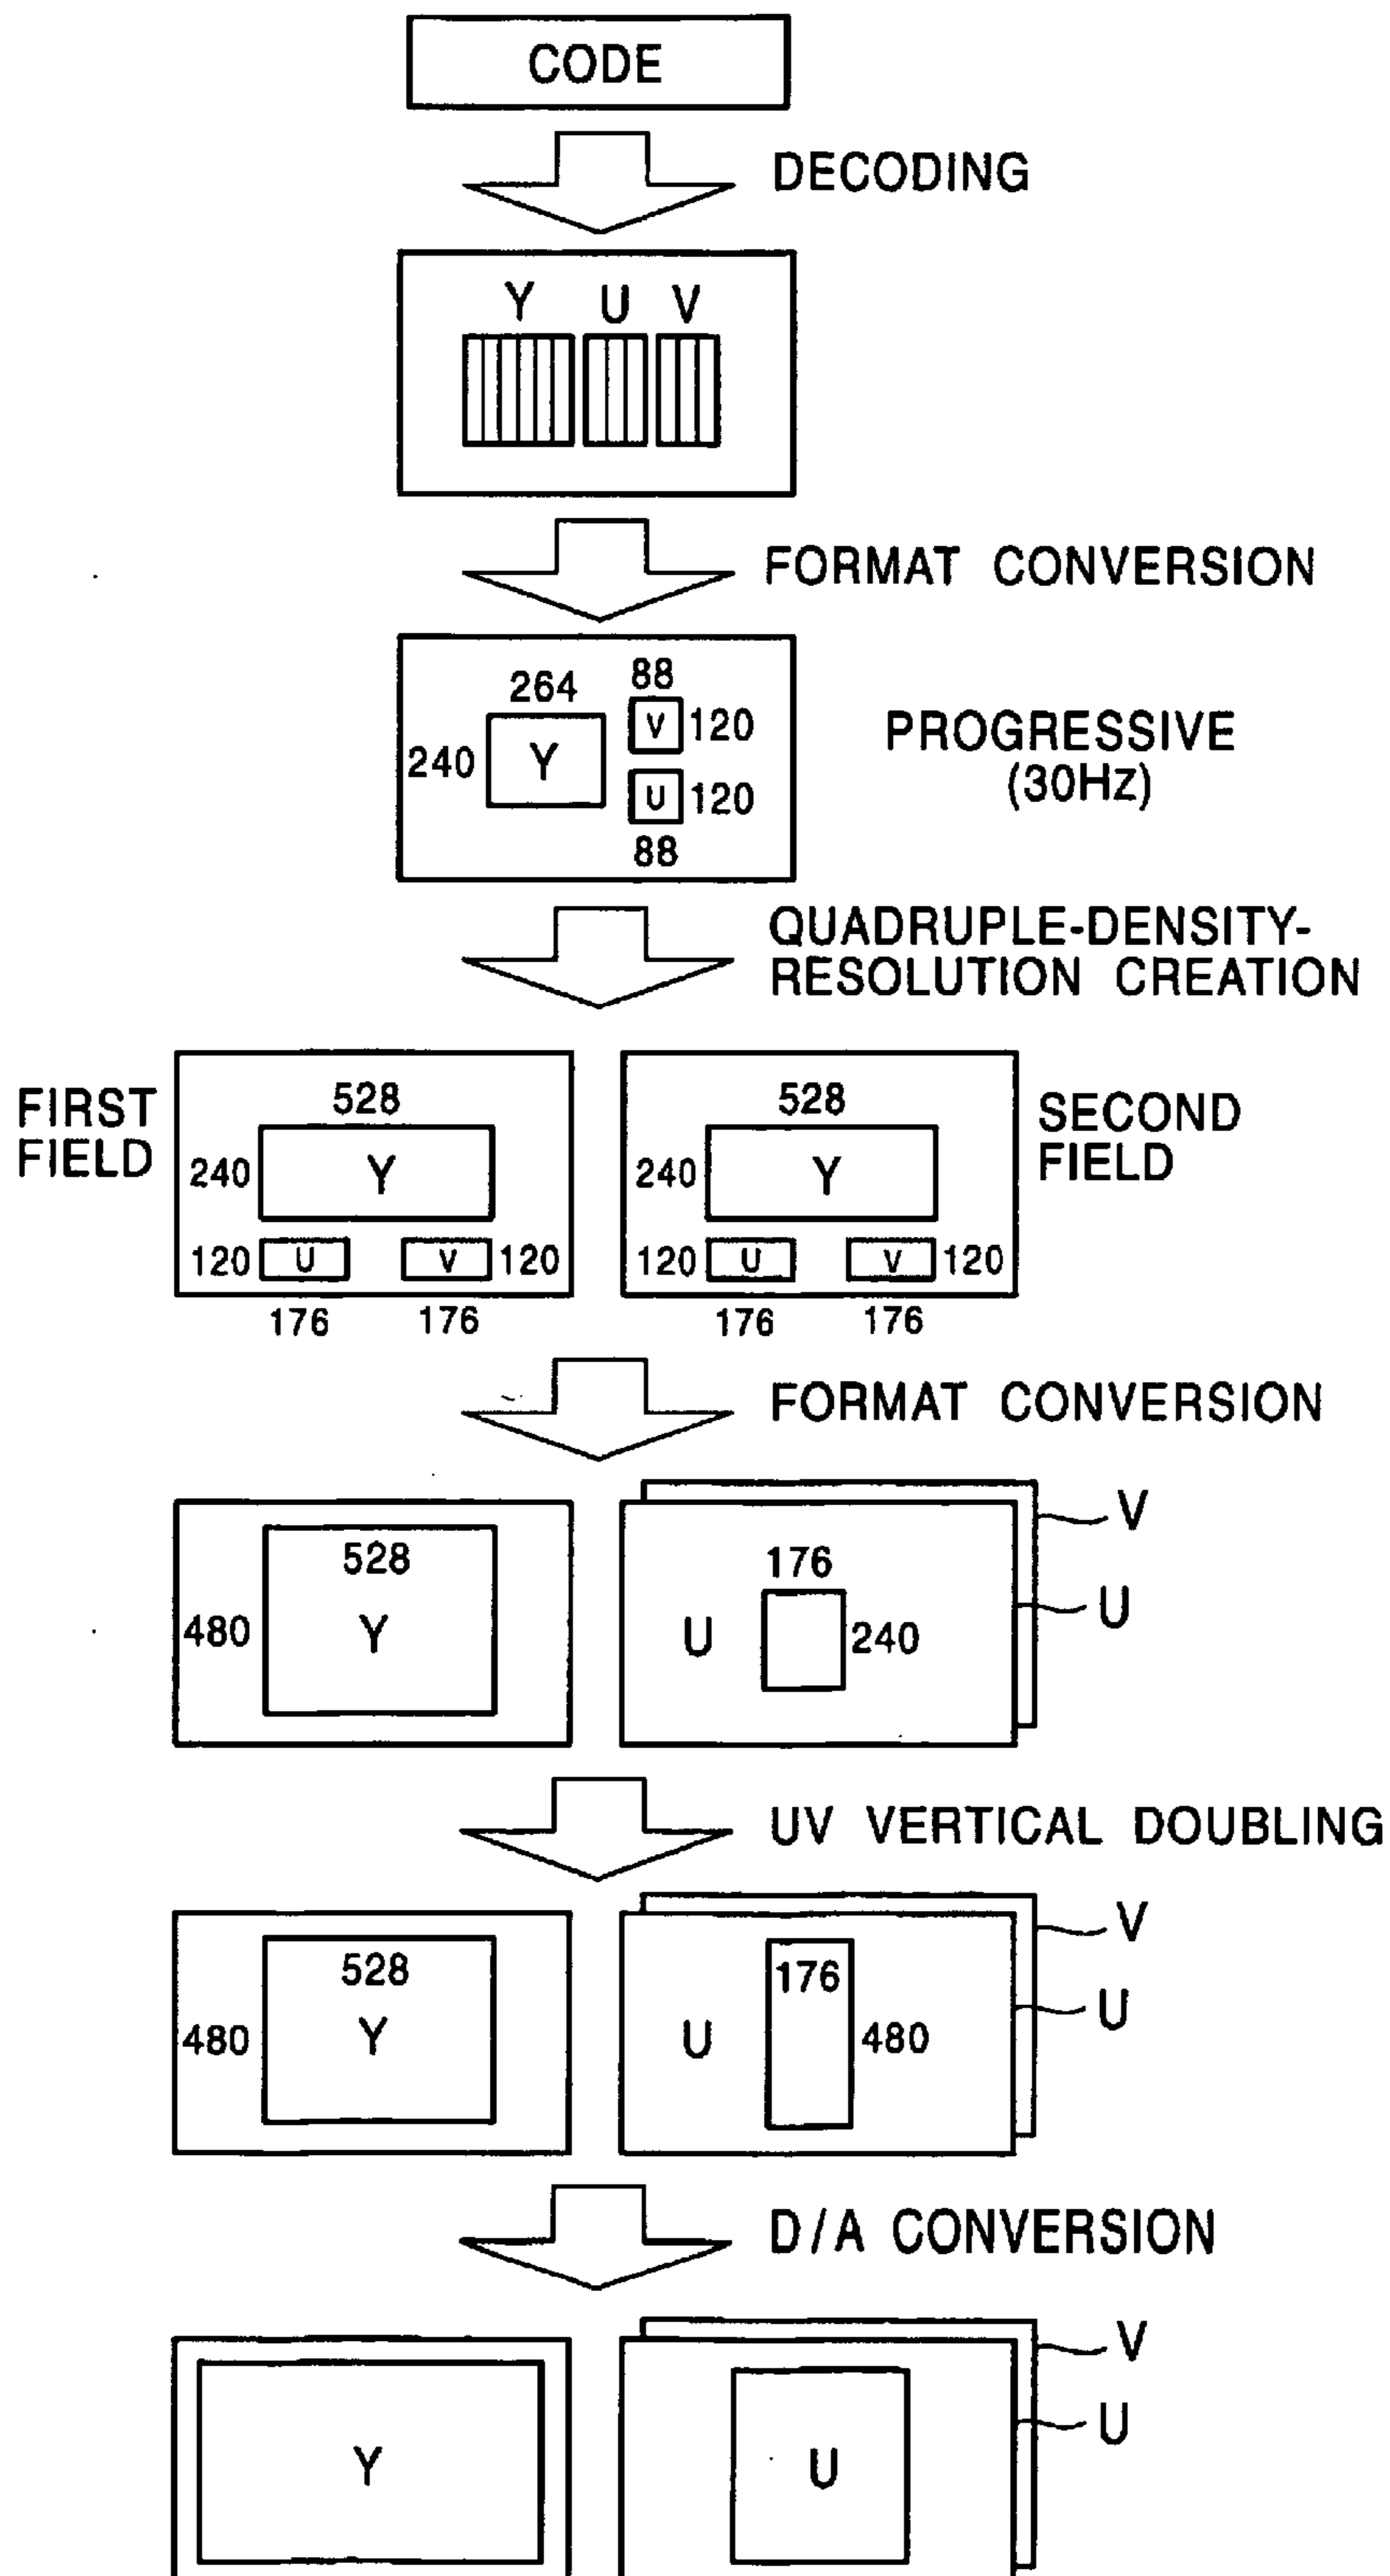 CODE
DECODING
Y U V
FORMAT CONVERSION
264
88
V 120
240 Y
U 120
88
PROGRESSIVE
(30Hz)
QUADRUPLE-DENSITY-
RESOLUTION CREATION
FIRST
FIELD
528
240 Y
120 U V 120
176 176
528
240 Y
120 U V 120
176 176
SECOND
FIELD
FORMAT CONVERSION
528
480 Y
176
U 240
V
U
UV VERTICAL DOUBLING
528
480 Y
176
U 480
V
U
D/A CONVERSION
Y
U
V
U